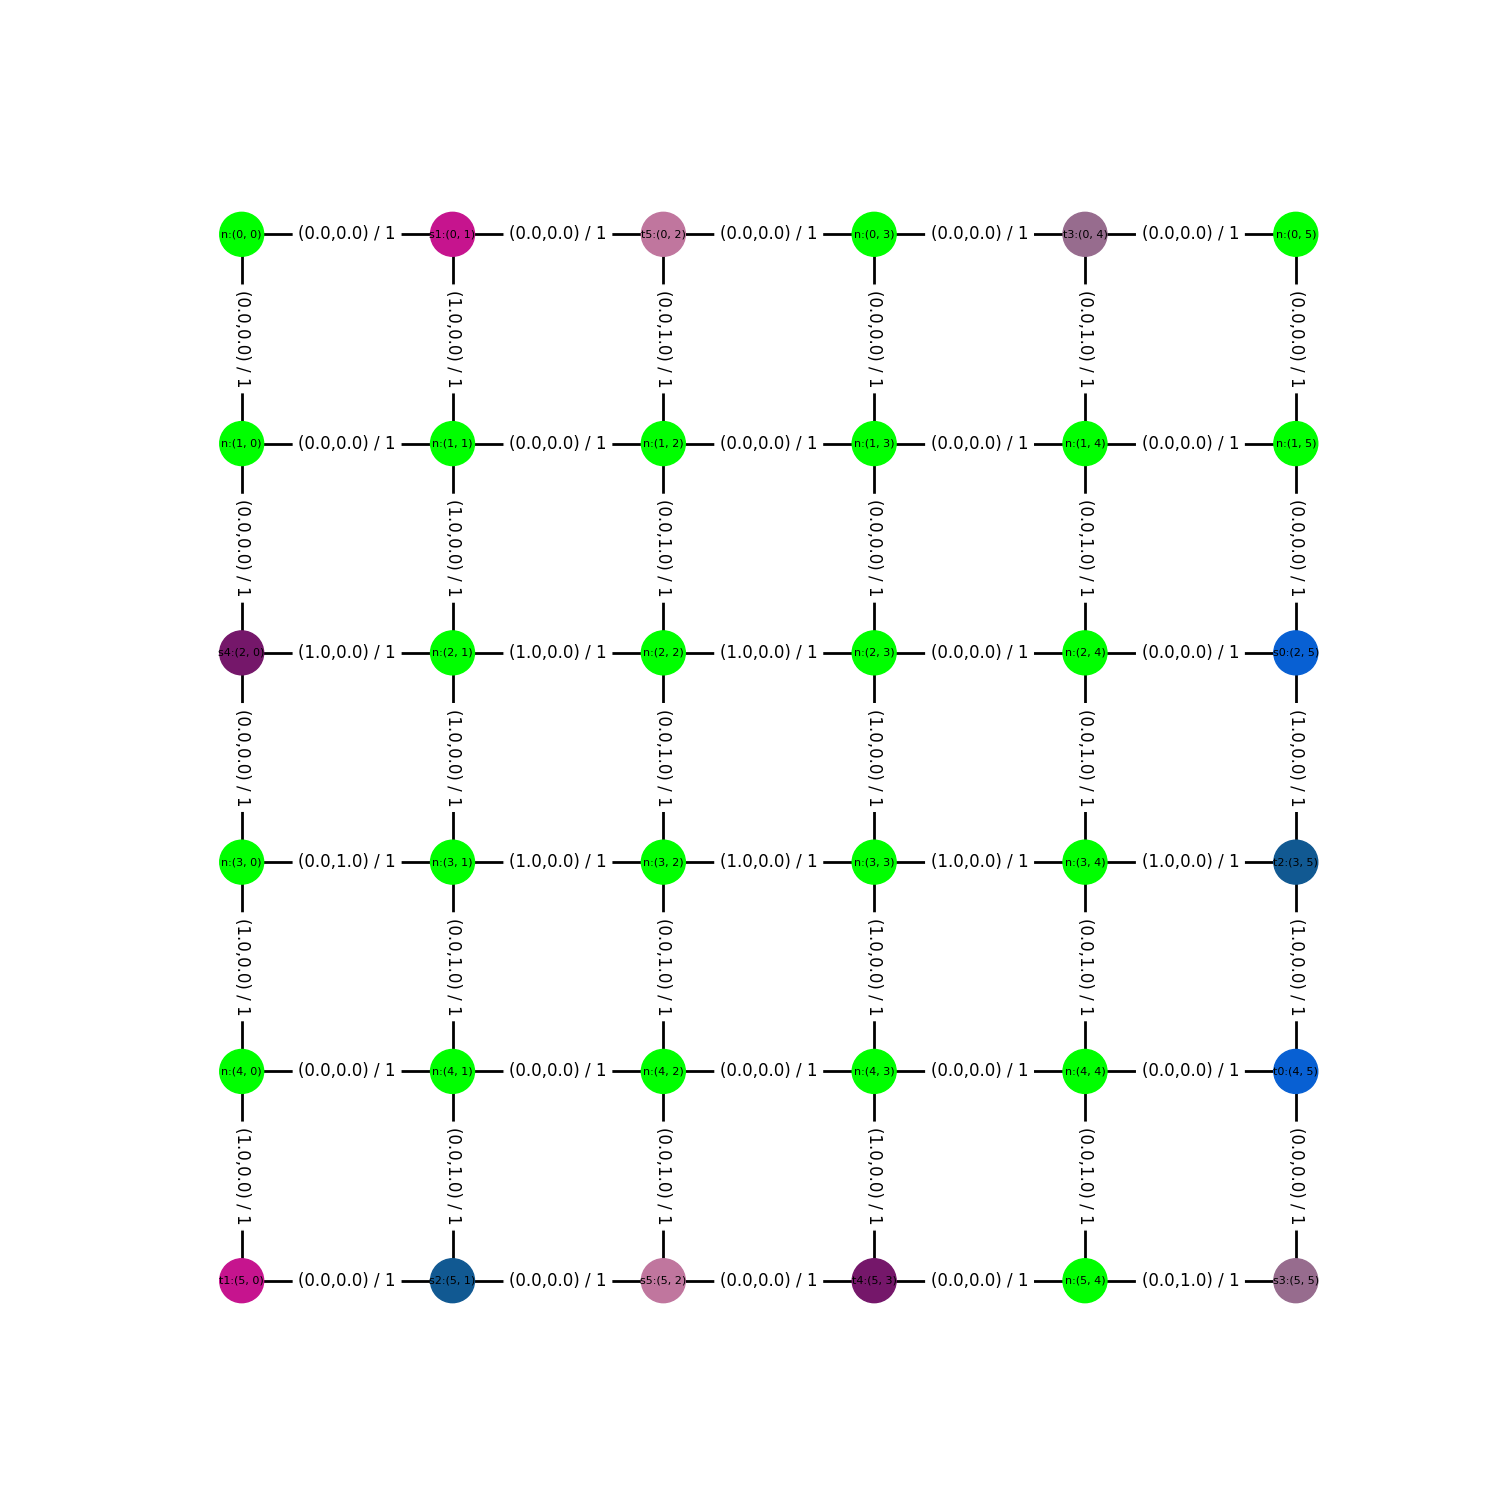 n:(0, 0) (0.0,0.0) / 1 s1:(0, 1) (0.0,0.0) / 1 t5:(0, 2) (0.0,0.0) / 1 n:(0, 3) (0.0,0.0) / 1 t3:(0, 4) (0.0,0.0) / 1 n:(0, 5)
(0.0,0.0) / 1 (1.0,0.0) / 1 (0.0,1.0) / 1 (0.0,0.0) / 1 (0.0,1.0) / 1 (0.0,0.0) / 1
n:(1, 0) (0.0,0.0) / 1 n:(1, 1) (0.0,0.0) / 1 n:(1, 2) (0.0,0.0) / 1 n:(1, 3) (0.0,0.0) / 1 n:(1, 4) (0.0,0.0) / 1 n:(1, 5)
(0.0,0.0) / 1 (1.0,0.0) / 1 (0.0,1.0) / 1 (0.0,0.0) / 1 (0.0,1.0) / 1 (0.0,0.0) / 1
s4:(2, 0) (1.0,0.0) / 1 n:(2, 1) (1.0,0.0) / 1 n:(2, 2) (1.0,0.0) / 1 n:(2, 3) (0.0,0.0) / 1 n:(2, 4) (0.0,0.0) / 1 s0:(2, 5)
(0.0,0.0) / 1 (1.0,0.0) / 1 (0.0,1.0) / 1 (1.0,0.0) / 1 (0.0,1.0) / 1 (1.0,0.0) / 1
n:(3, 0) (0.0,1.0) / 1 n:(3, 1) (1.0,0.0) / 1 n:(3, 2) (1.0,0.0) / 1 n:(3, 3) (1.0,0.0) / 1 n:(3, 4) (1.0,0.0) / 1 t2:(3, 5)
(1.0,0.0) / 1 (0.0,1.0) / 1 (0.0,1.0) / 1 (1.0,0.0) / 1 (0.0,1.0) / 1 (1.0,0.0) / 1
n:(4, 0) (0.0,0.0) / 1 n:(4, 1) (0.0,0.0) / 1 n:(4, 2) (0.0,0.0) / 1 n:(4, 3) (0.0,0.0) / 1 n:(4, 4) (0.0,0.0) / 1 t0:(4, 5)
(1.0,0.0) / 1 (0.0,1.0) / 1 (0.0,1.0) / 1 (1.0,0.0) / 1 (0.0,1.0) / 1 (0.0,0.0) / 1
t1:(5, 0) (0.0,0.0) / 1 s2:(5, 1) (0.0,0.0) / 1 s5:(5, 2) (0.0,0.0) / 1 t4:(5, 3) (0.0,0.0) / 1 n:(5, 4) (0.0,1.0) / 1 s3:(5, 5)